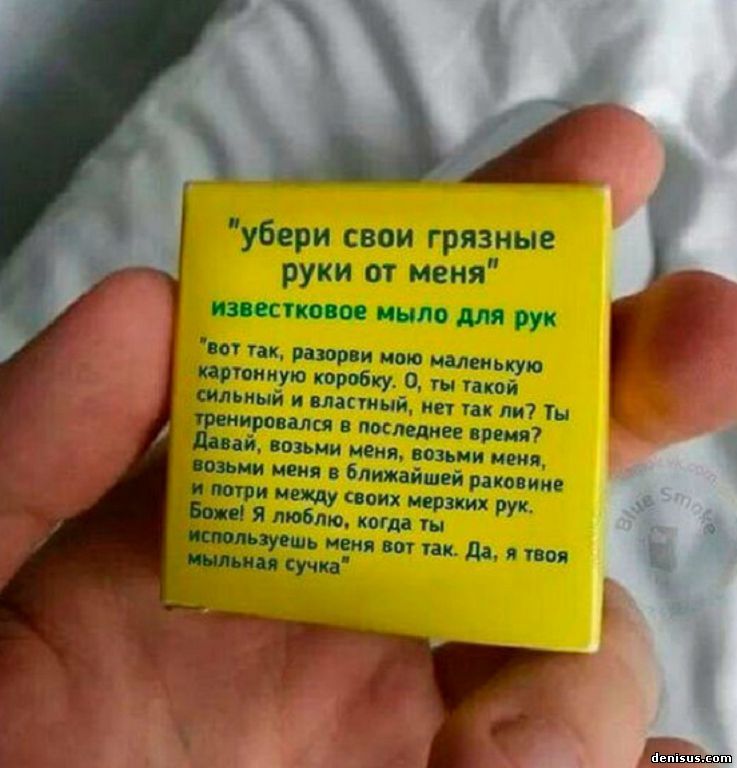 "убери свои грязные
руки от меня"
известковое мыло для рук
"вот так, разорви мою маленькую
картонную коробку. О, ты такой
сильный и властный, нет так ли? Ты
тренировался в последнее время?
Давай, возьми меня, возьми меня,
возьми меня в ближайшей раковине
и потри между своих мерзких рук.
Боже! Я люблю, когда ты
используешь меня вот так. Да, я твоя
мыльная сучка"
Blue Smoke
denisus.com